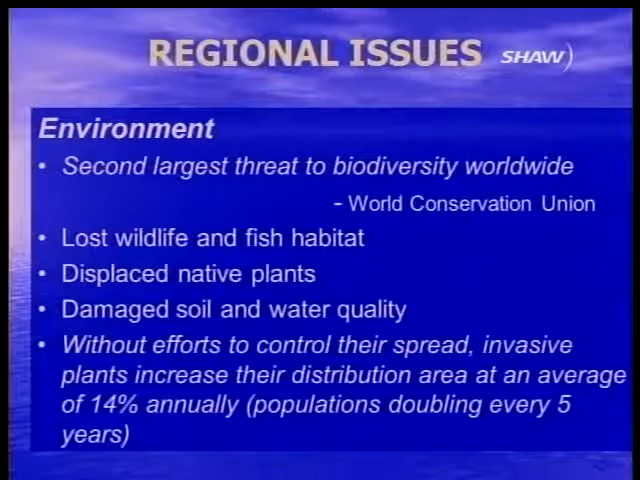 REGIONAL ISSUES SHAW)
Environment
• Second largest threat to biodiversity worldwide
- World Conservation Union
• Lost wildlife and fish habitat
• Displaced native plants
• Damaged soil and water quality
• Without efforts to control their spread, invasive
plants increase their distribution area at an average
of 14% annually (populations doubling every 5
years)